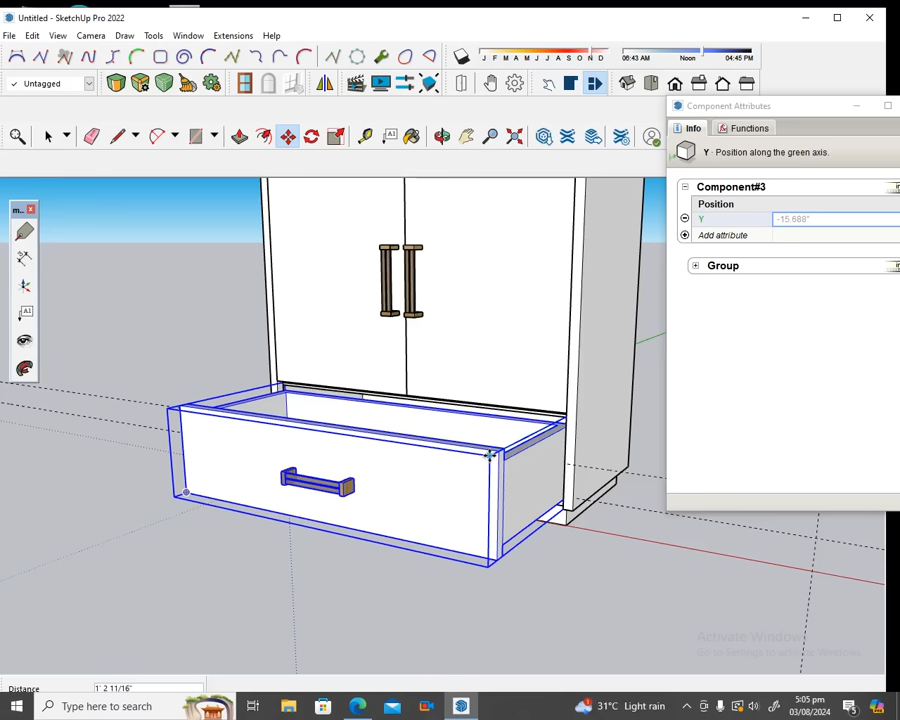 Untitled - SketchUp Pro 2022
File Edit View Camera Draw Tools Window Extensions Help
J F M A M J J A S O N D
06:43 AM Noon 04:45 PM
Untagged
Component Attributes
Info Functions
Y - Position along the green axis.
m...
Component#3
Position
Y -15.688"
Add attribute
Group
A1
Activate Windows
Go to Settings to activate Windows.
Distance 1' 2 11/16"
Type here to search
31°C Light rain
5:05 pm
03/08/2024
5